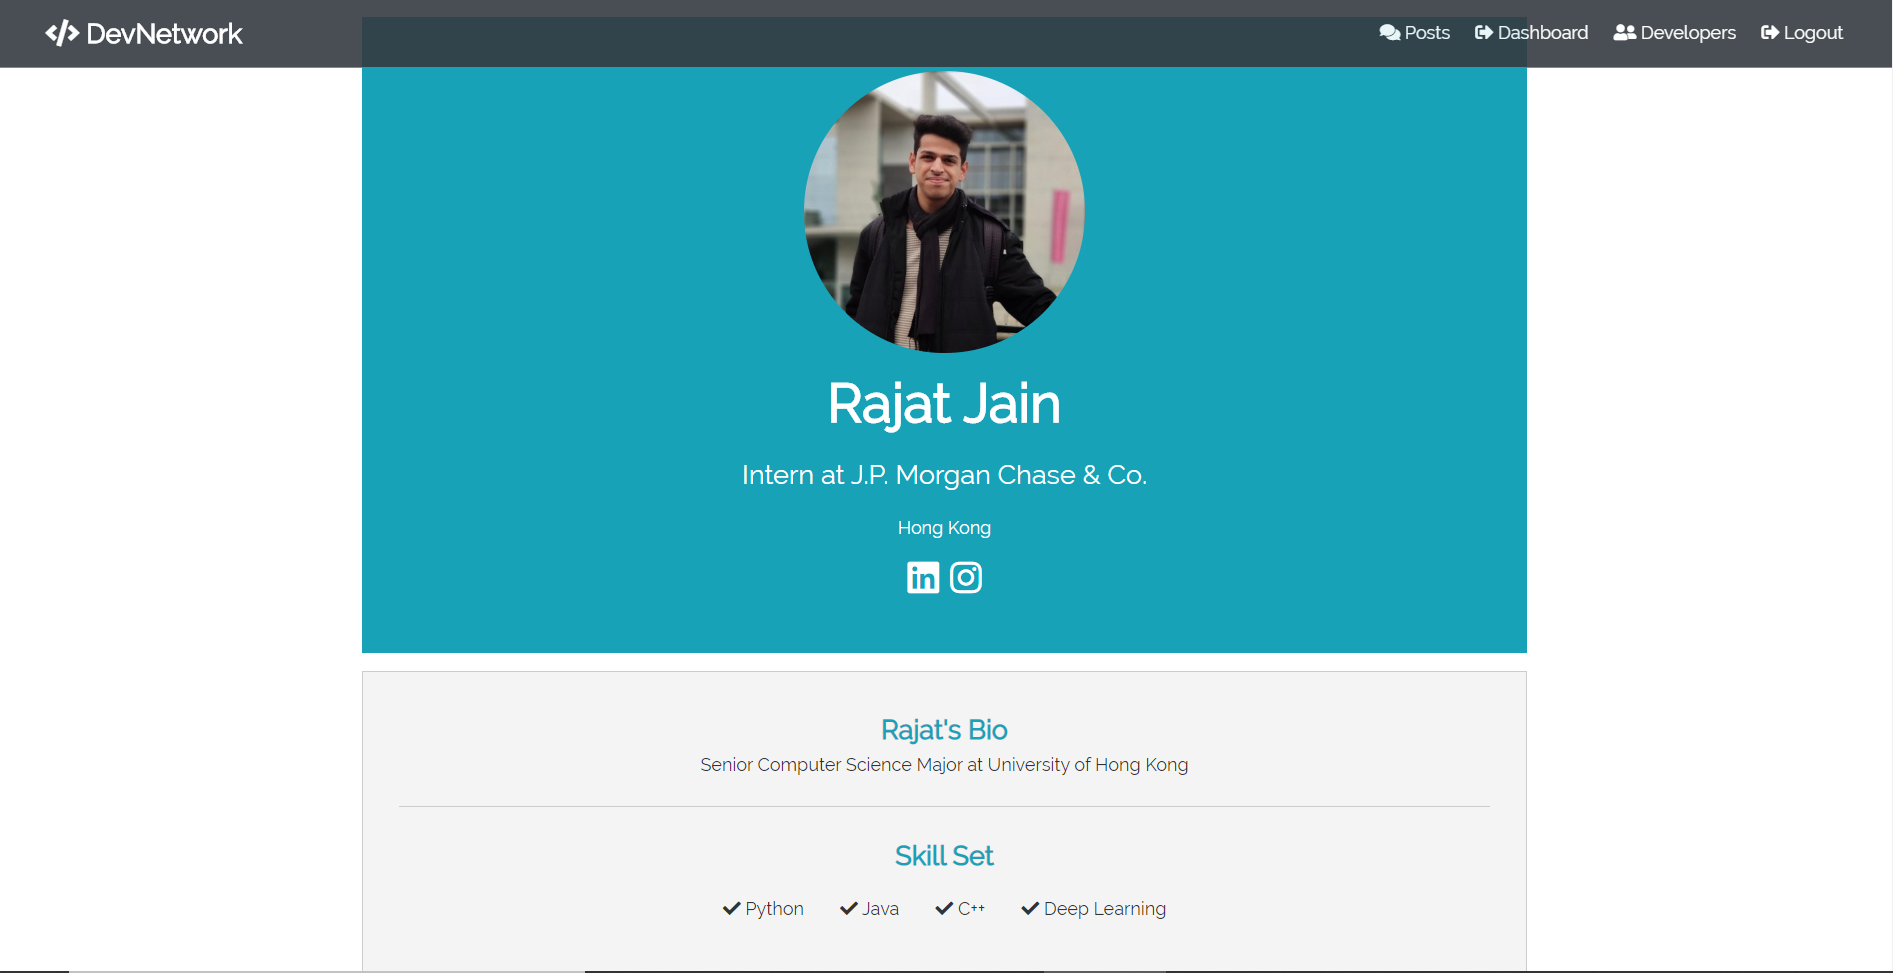 DevNetwork
Posts Dashboard Developers Logout
Rajat Jain
Intern at J.P. Morgan Chase & Co.
Hong Kong
in
Rajat's Bio
Senior Computer Science Major at University of Hong Kong
Skill Set
Python Java C++ Deep Learning